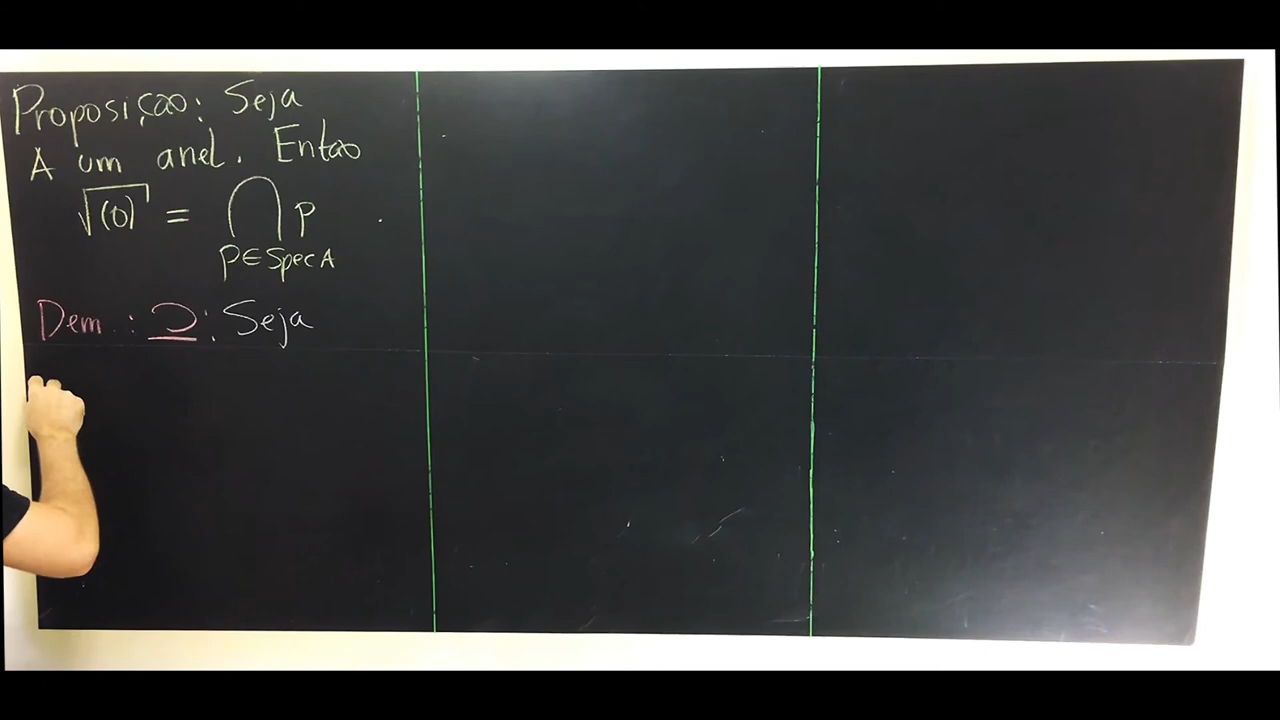 Proposição: Seja
A um anel. Então
√(0) = ⋂ p
p∈Spec A
Dem.: ⊇: Seja